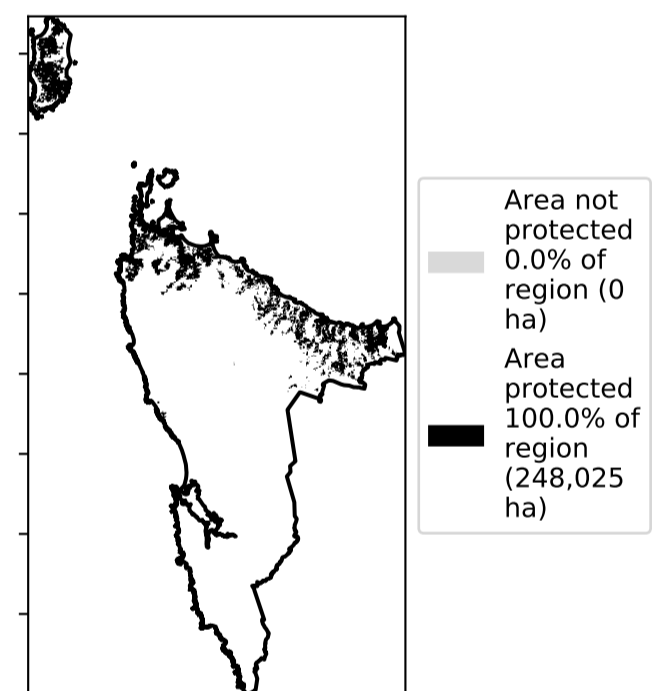 Area not
protected
0.0% of
region (0
ha)
Area
protected
100.0% of
region
(248,025
ha)